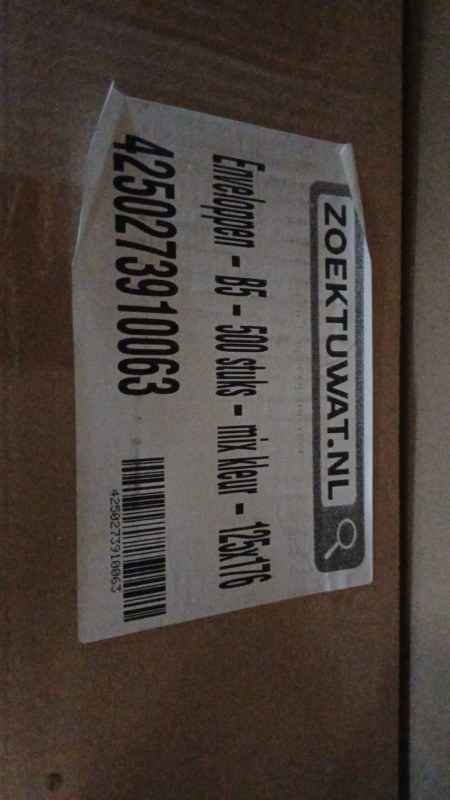 ZOEKTUWAT.NL
Enveloppen - B5 - 500 stuks - mix kleur - 125x176
4250273910063
4250273910063